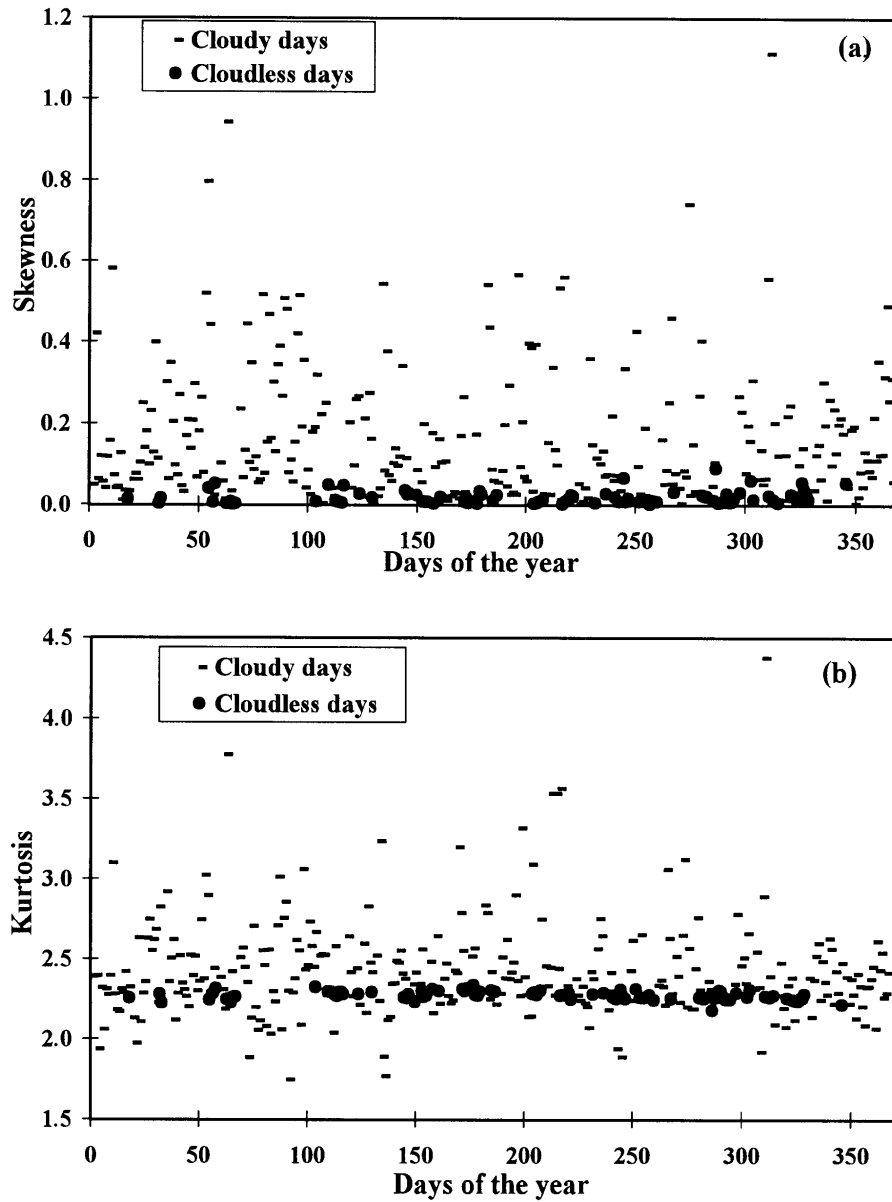 1.2
Cloudy days
Cloudless days
(a)
1.0
0.8
0.6
0.4
0.2
0.0
Skewness
0 50 100 150 200 250 300 350
Days of the year
4.5
Cloudy days
Cloudless days
(b)
4.0
3.5
3.0
2.5
2.0
1.5
Kurtosis
0 50 100 150 200 250 300 350
Days of the year